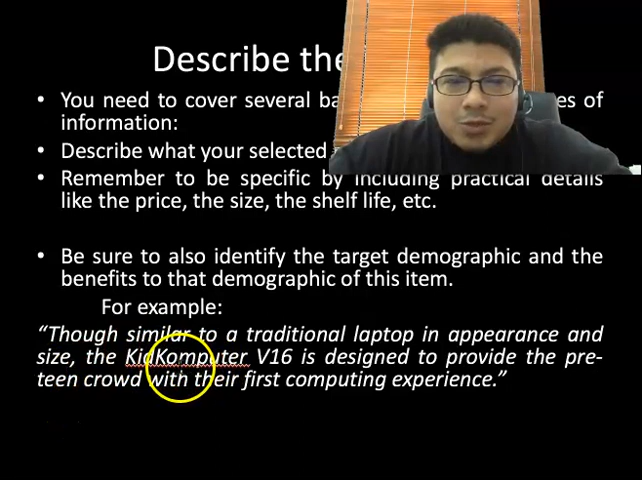 Describe the
• You need to cover several ba es of
information:
• Describe what your selected
• Remember to be specific by including practical details
like the price, the size, the shelf life, etc.
• Be sure to also identify the target demographic and the
benefits to that demographic of this item.
For example:
“Though similar to a traditional laptop in appearance and
size, the KidKomputer V16 is designed to provide the pre-
teen crowd with their first computing experience.”